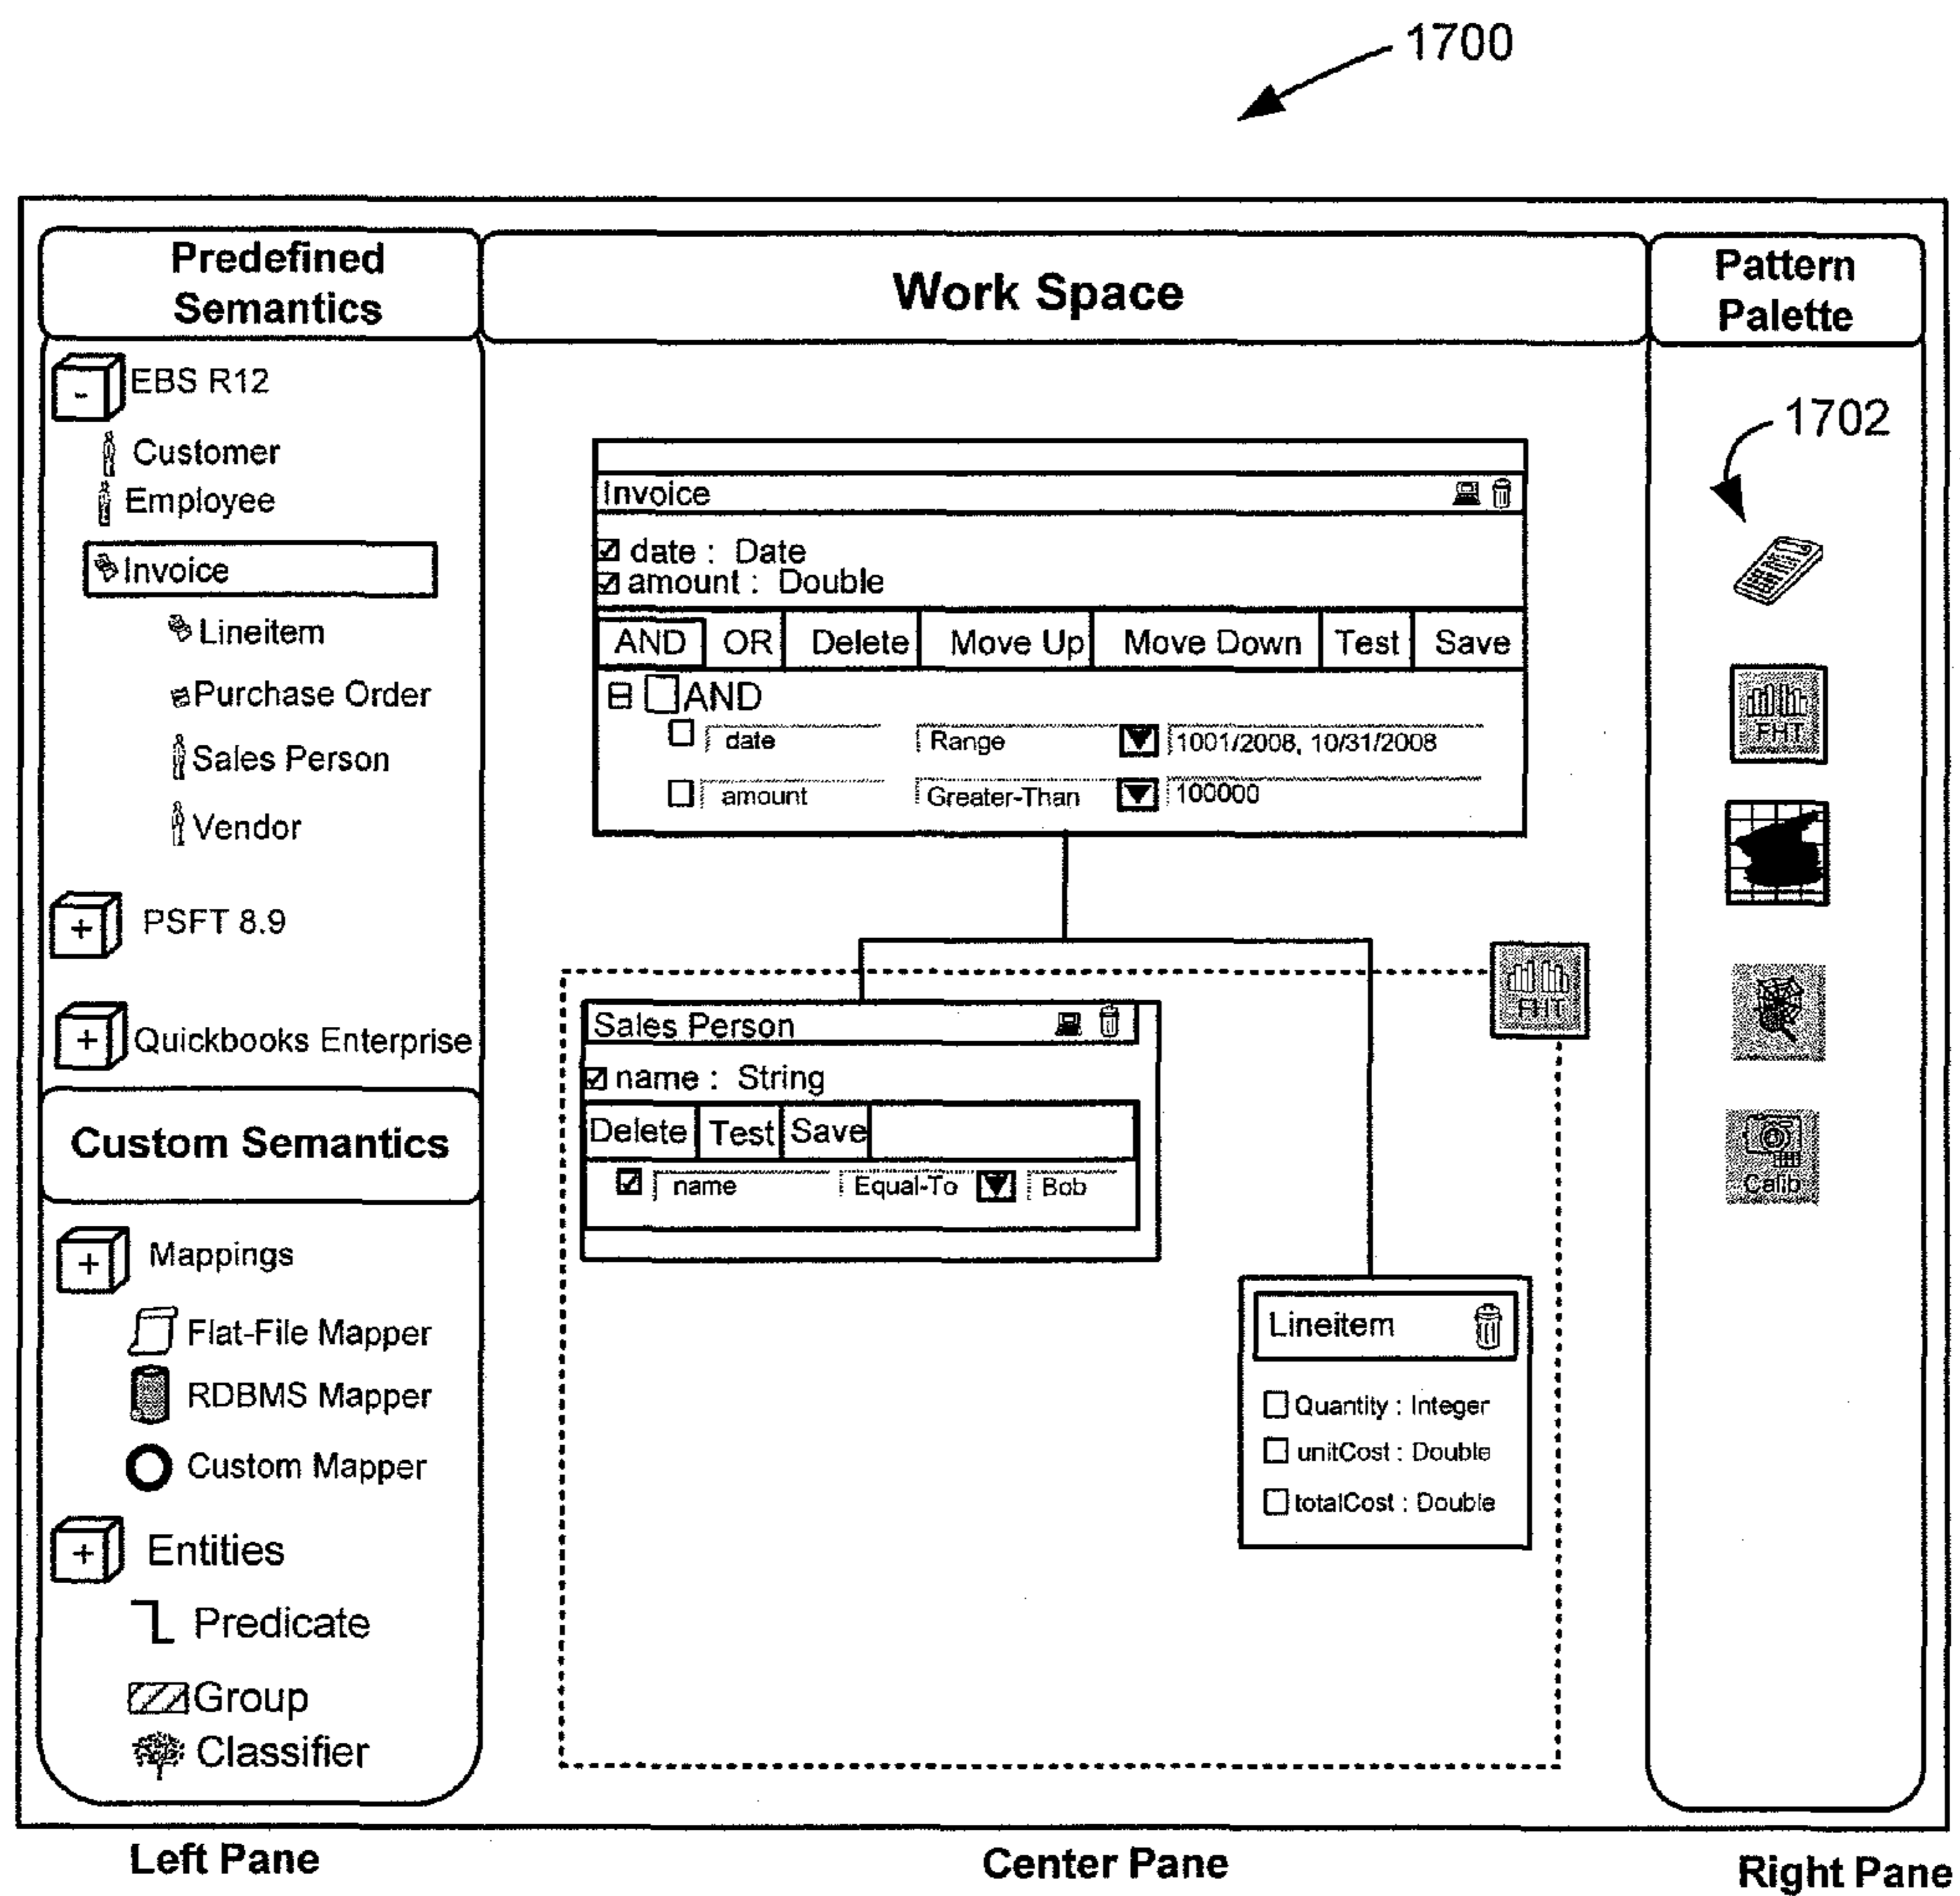 1700
Predefined
Semantics
Work Space
Pattern
Palette
-
EBS R12
Customer
Employee
Invoice
Lineitem
Purchase Order
Sales Person
Vendor
+
PSFT 8.9
+
Quickbooks Enterprise
Custom Semantics
+
Mappings
Flat-File Mapper
RDBMS Mapper
Custom Mapper
+
Entities
Predicate
Group
Classifier
Invoice
date : Date
amount : Double
AND OR Delete Move Up Move Down Test Save
AND
date Range 1001/2008, 10/31/2008
amount Greater-Than 100000
FHT
Sales Person
name : String
Delete Test Save
name Equal-To Bob
Lineitem
Quantity : Integer
unitCost : Double
totalCost : Double
1702
FHT
Calib
Left Pane
Center Pane
Right Pane